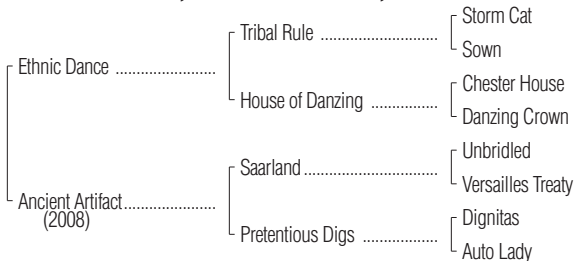 Storm Cat
Tribal Rule ..........................
Sown
Ethnic Dance ......................
Chester House
House of Danzing ...............
Danzing Crown
Unbridled
Saarland..............................
Versailles Treaty
Ancient Artifact....................
(2008)
Dignitas
Pretentious Digs .................
Auto Lady